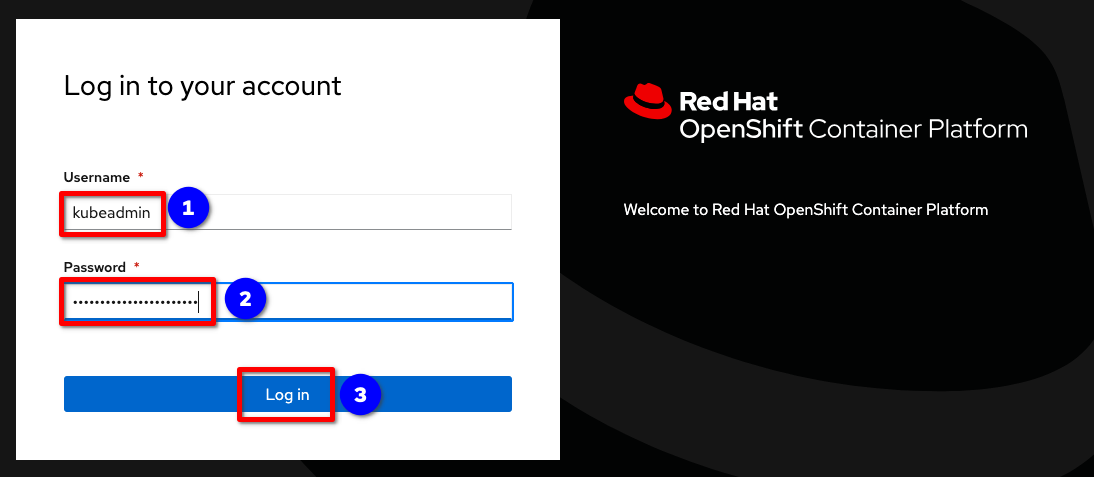 Log in to your account
Username *
kubeadmin
1
Password *
•••••••••••••••••••••••
2
Log in
3
Red Hat
OpenShift Container Platform
Welcome to Red Hat OpenShift Container Platform